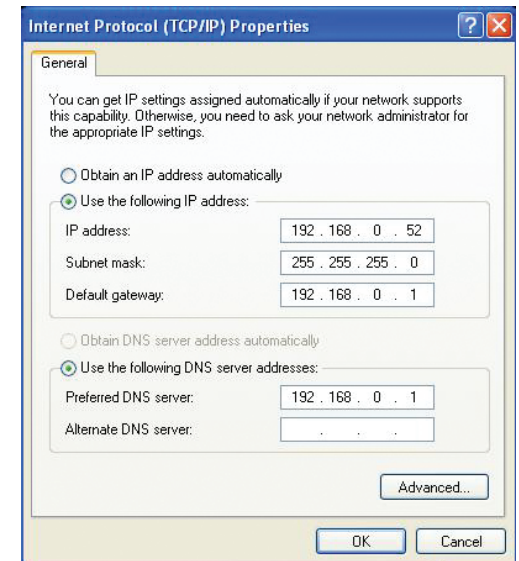 Internet Protocol (TCP/IP) Properties
General
You can get IP settings assigned automatically if your network supports
this capability. Otherwise, you need to ask your network administrator for
the appropriate IP settings.
Obtain an IP address automatically
Use the following IP address:
IP address: 192 . 168 . 0 . 52
Subnet mask: 255 . 255 . 255 . 0
Default gateway: 192 . 168 . 0 . 1
Obtain DNS server address automatically
Use the following DNS server addresses:
Preferred DNS server: 192 . 168 . 0 . 1
Alternate DNS server: . . .
Advanced...
OK Cancel